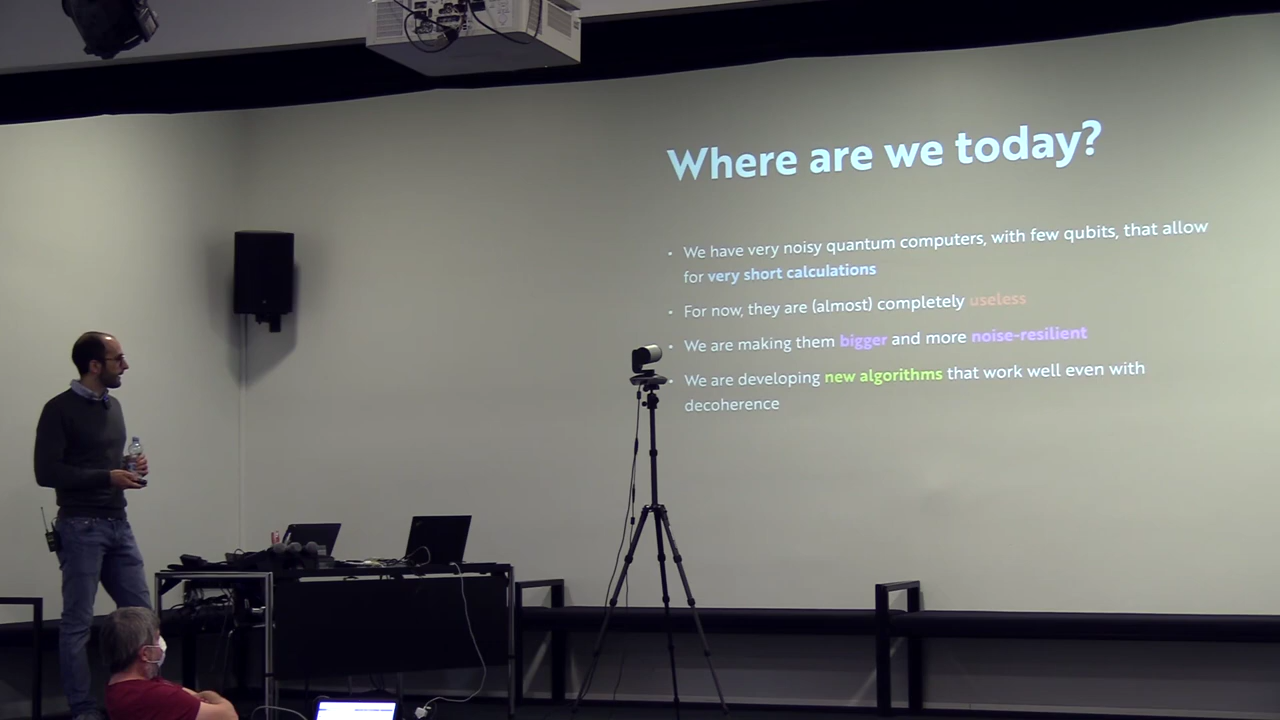 Where are we today?
• We have very noisy quantum computers, with few qubits, that allow
for very short calculations
• For now, they are (almost) completely useless
• We are making them bigger and more noise-resilient
• We are developing new algorithms that work well even with
decoherence